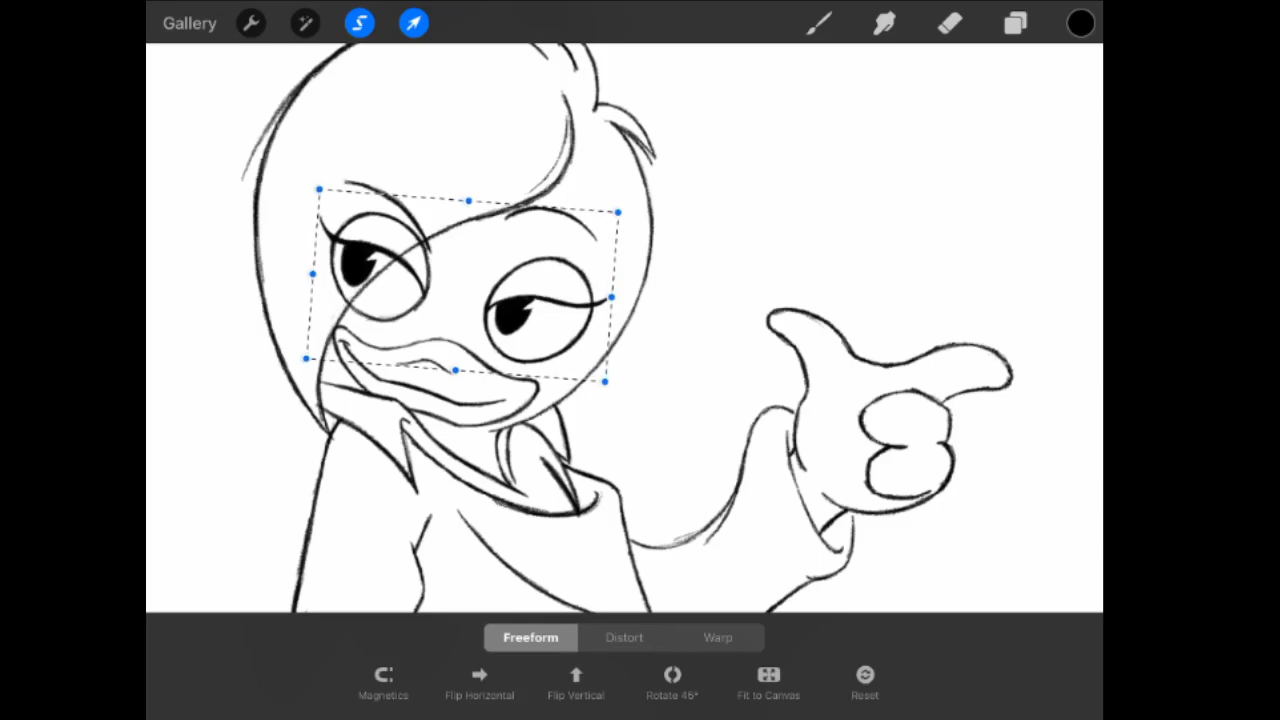 Gallery
Freeform Distort Warp
Magnetics Flip Horizontal Flip Vertical Rotate 45° Fit to Canvas Reset